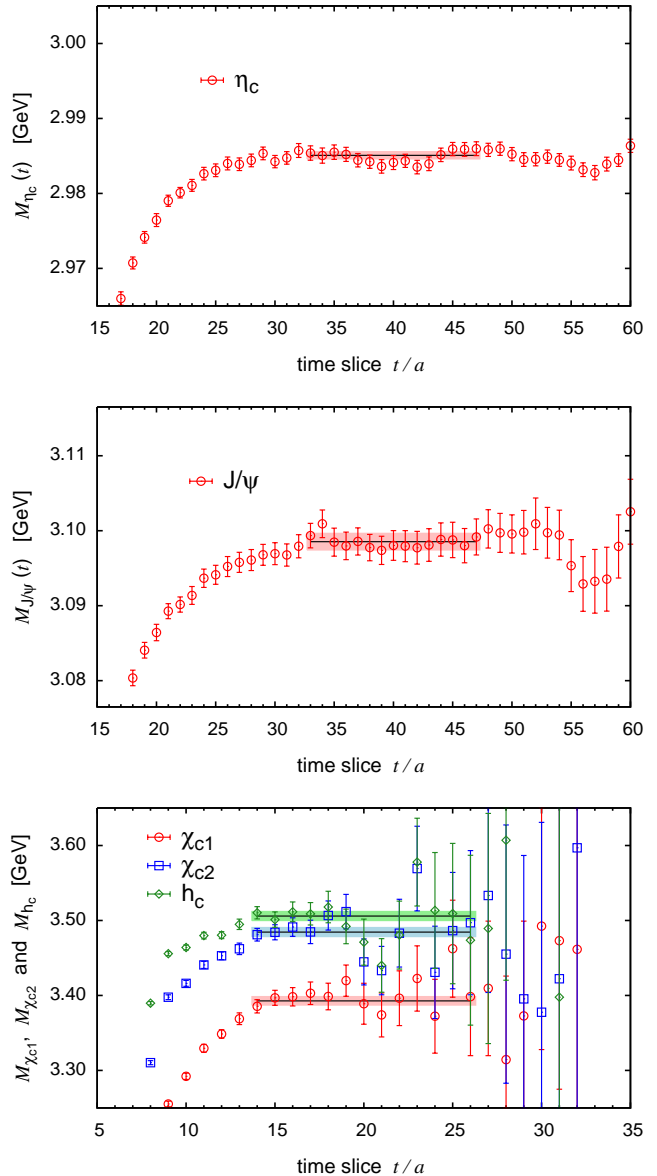 3.00
2.99
2.98
2.97
M_ηc (t) [GeV]
η_c
15 20 25 30 35 40 45 50 55 60
time slice t / a
3.11
3.10
3.09
3.08
M_J/ψ (t) [GeV]
J/ψ
15 20 25 30 35 40 45 50 55 60
time slice t / a
3.60
3.50
3.40
3.30
M_χc1, M_χc2 and M_hc [GeV]
χ_c1
χ_c2
h_c
5 10 15 20 25 30 35
time slice t / a